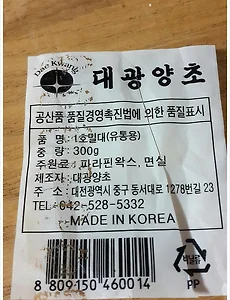 Dae Kwang
대광양초
공산품 품질경영촉진법에 의한 품질표시
품 명 : 1호밀대(유통용)
중 량 : 300g
주원료 : 파라핀왁스, 면실
제조자 : 대광양초
주 소 : 대전광역시 중구 동서대로 1278번길 23
TEL : 042-528-5332
MADE IN KOREA
비닐류
PP
8 809150 460014